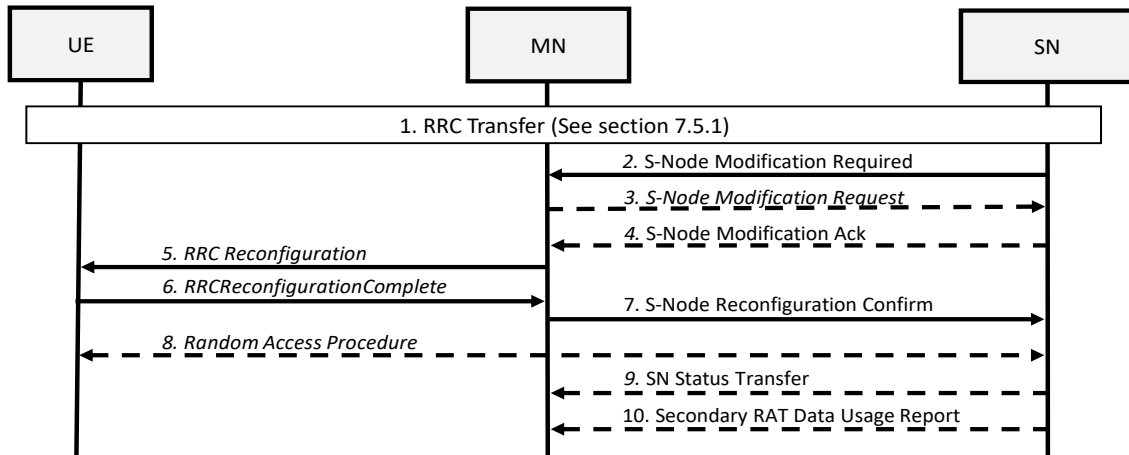 UE
MN
SN
1. RRC Transfer (See section 7.5.1)
2. S-Node Modification Required
3. S-Node Modification Request
4. S-Node Modification Ack
5. RRC Reconfiguration
6. RRCReconfigurationComplete
7. S-Node Reconfiguration Confirm
8. Random Access Procedure
9. SN Status Transfer
10. Secondary RAT Data Usage Report